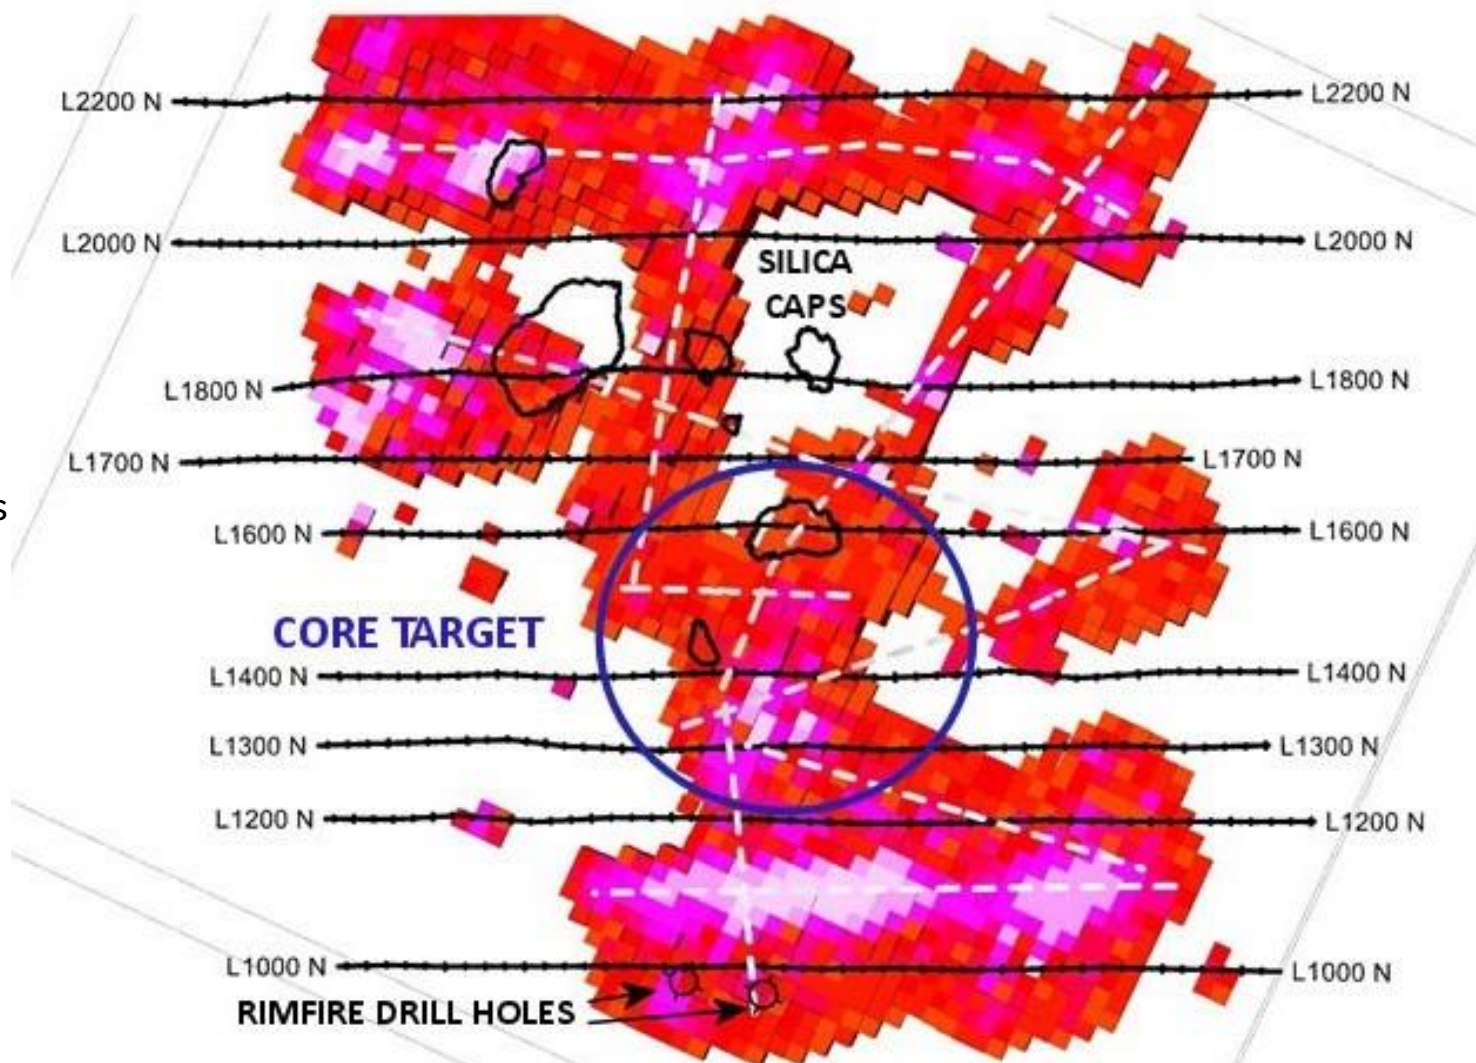 L2200 N
L2200 N
L2000 N
L2000 N
SILICA
CAPS
L1800 N
L1800 N
L1700 N
L1700 N
s
L1600 N
L1600 N
CORE TARGET
L1400 N
L1400 N
L1300 N
L1300 N
L1200 N
L1200 N
L1000 N
L1000 N
RIMFIRE DRILL HOLES